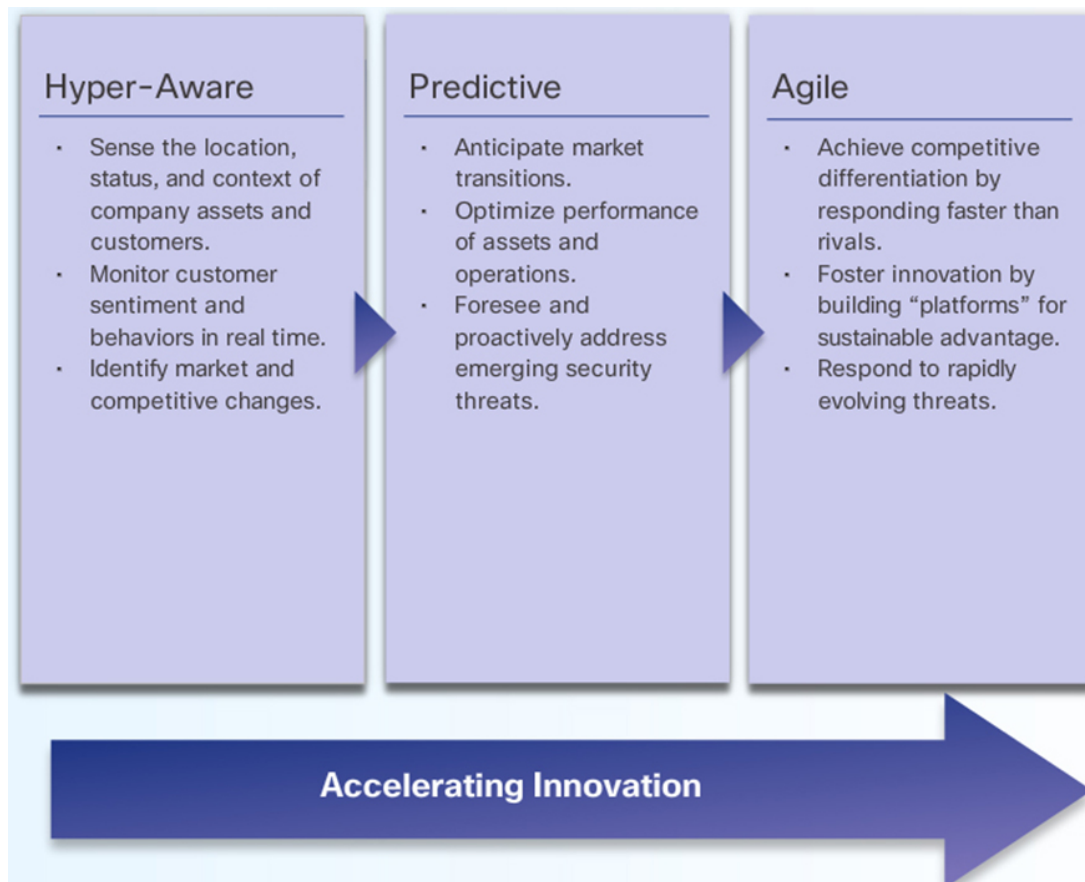 Hyper-Aware
· Sense the location,
status, and context of
company assets and
customers.
· Monitor customer
sentiment and
behaviors in real time.
· Identify market and
competitive changes.
Predictive
· Anticipate market
transitions.
· Optimize performance
of assets and
operations.
· Foresee and
proactively address
emerging security
threats.
Agile
· Achieve competitive
differentiation by
responding faster than
rivals.
· Foster innovation by
building “platforms” for
sustainable advantage.
· Respond to rapidly
evolving threats.
Accelerating Innovation